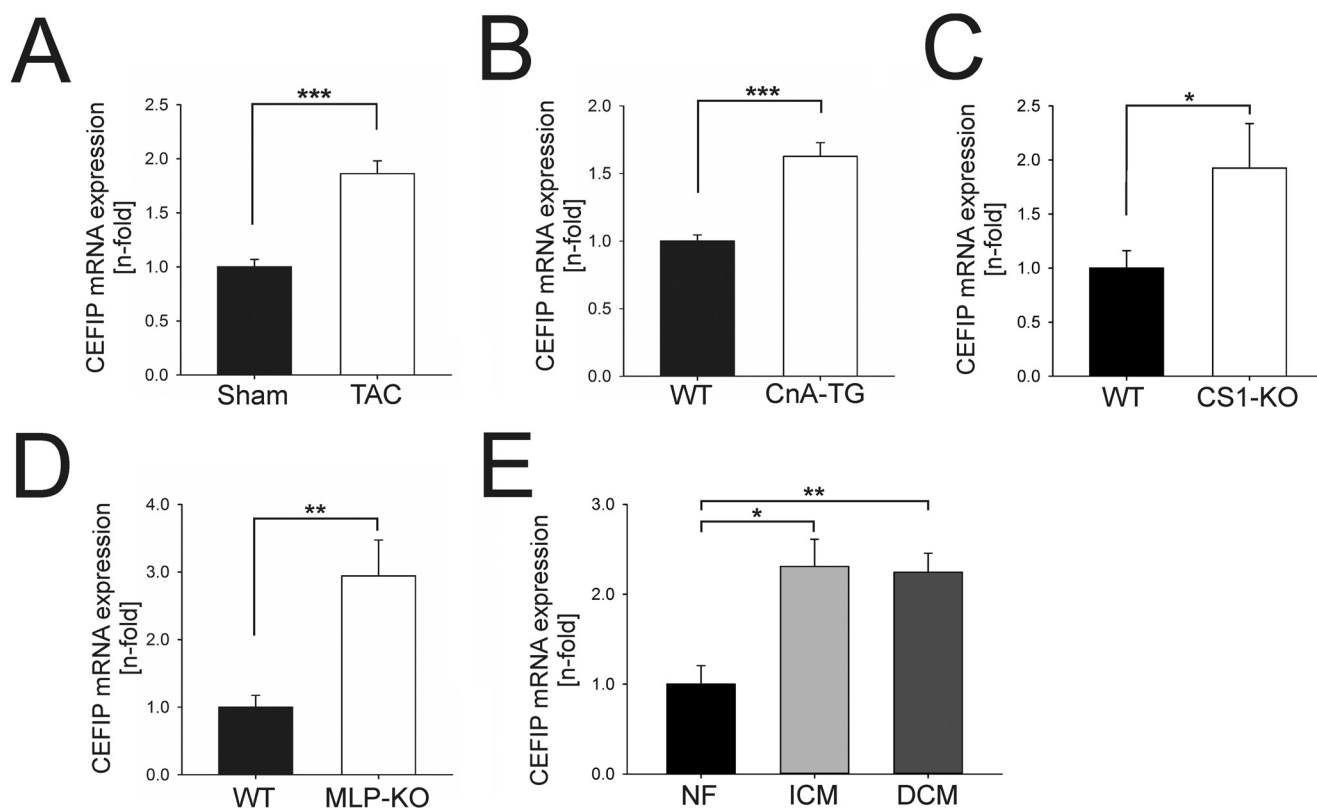 A
CEFIP mRNA expression
[n-fold]
2.5
2.0
1.5
1.0
0.5
0.0
***
Sham
TAC
B
CEFIP mRNA expression
[n-fold]
2.0
1.5
1.0
0.5
0.0
***
WT
CnA-TG
C
CEFIP mRNA expression
[n-fold]
2.5
2.0
1.5
1.0
0.5
0.0
*
WT
CS1-KO
D
CEFIP mRNA expression
[n-fold]
4.0
3.0
2.0
1.0
0.0
**
WT
MLP-KO
E
CEFIP mRNA expression
[n-fold]
3.0
2.0
1.0
0.0
**
*
NF
ICM
DCM